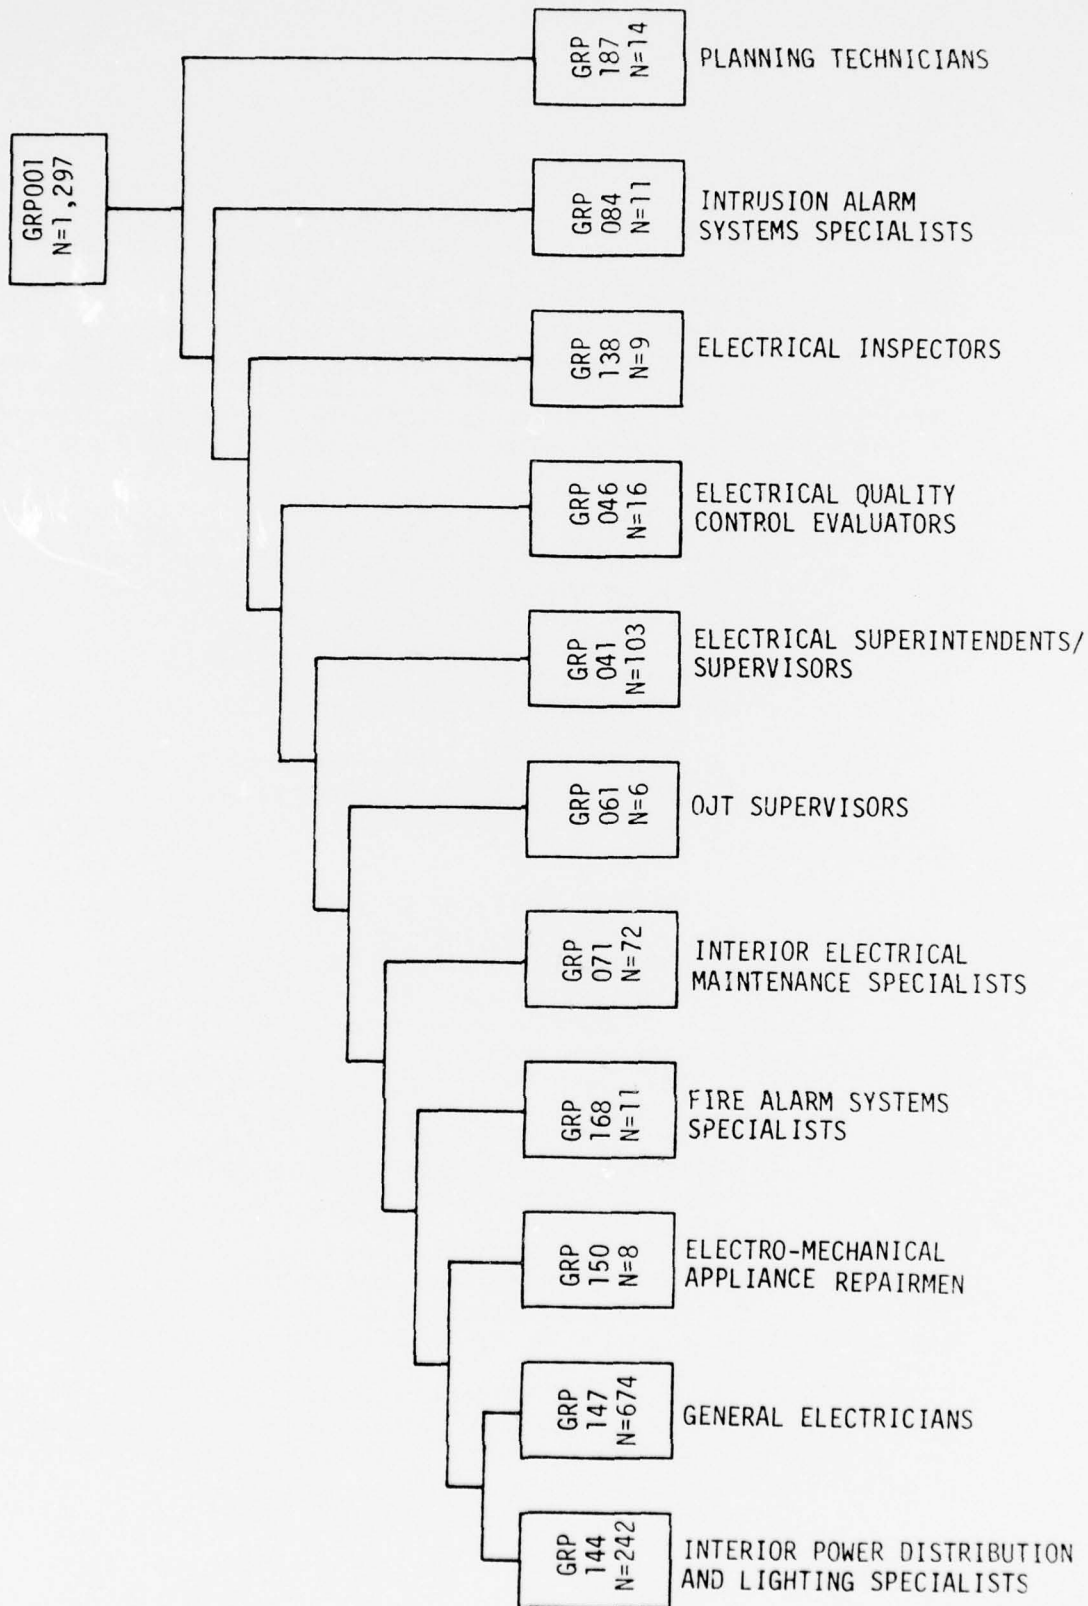 GRP001
N=1,297
GRP
187
N=14
PLANNING TECHNICIANS
GRP
084
N=11
INTRUSION ALARM
SYSTEMS SPECIALISTS
GRP
138
N=9
ELECTRICAL INSPECTORS
GRP
046
N=16
ELECTRICAL QUALITY
CONTROL EVALUATORS
GRP
041
N=103
ELECTRICAL SUPERINTENDENTS/
SUPERVISORS
GRP
061
N=6
OJT SUPERVISORS
GRP
071
N=72
INTERIOR ELECTRICAL
MAINTENANCE SPECIALISTS
GRP
168
N=11
FIRE ALARM SYSTEMS
SPECIALISTS
GRP
150
N=8
ELECTRO-MECHANICAL
APPLIANCE REPAIRMEN
GRP
147
N=674
GENERAL ELECTRICIANS
GRP
144
N=242
INTERIOR POWER DISTRIBUTION
AND LIGHTING SPECIALISTS